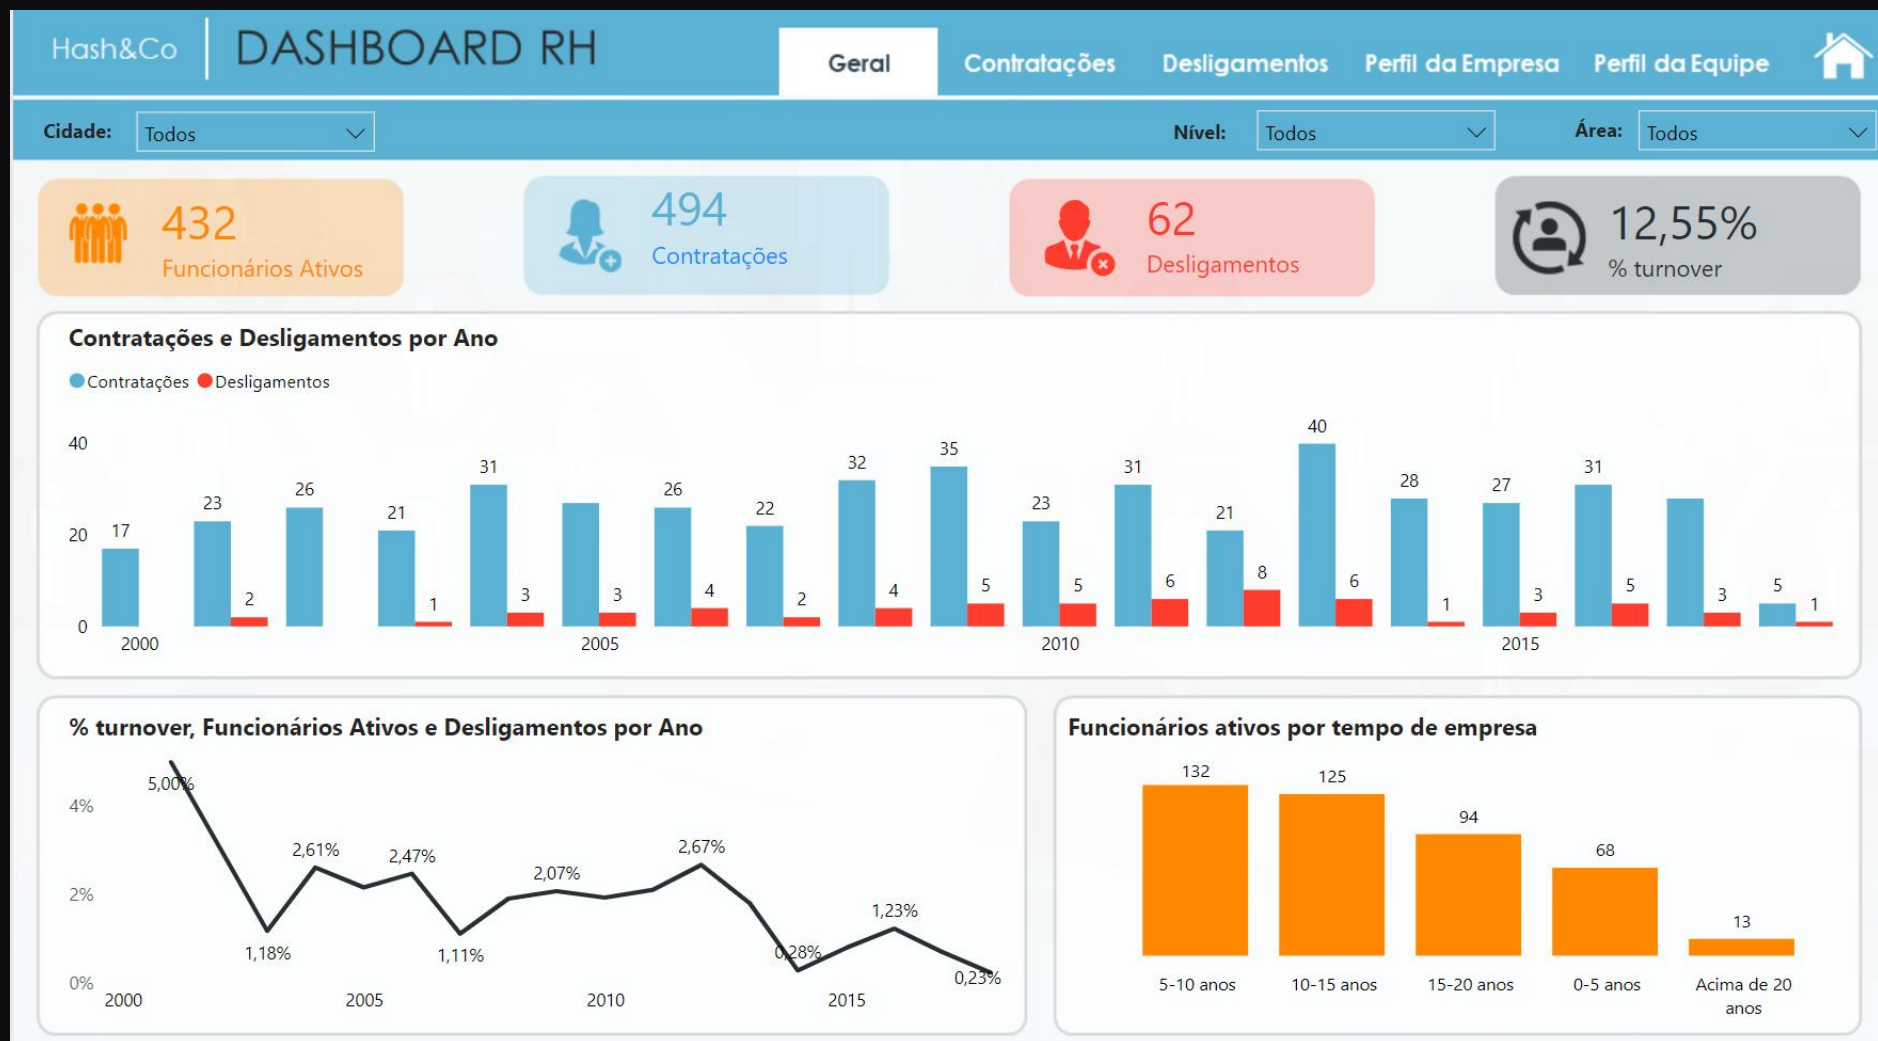 Hash&Co
DASHBOARD RH
Geral
Contratações
Desligamentos
Perfil da Empresa
Perfil da Equipe
Cidade:
Todos
Nível:
Todos
Área:
Todos
432
Funcionários Ativos
494
Contratações
62
Desligamentos
12,55%
% turnover
Contratações e Desligamentos por Ano
Contratações Desligamentos
40
20
0
17
23
2
26
21
1
31
3
3
26
4
22
2
32
4
35
5
23
5
31
6
21
8
40
6
28
1
27
3
31
5
3
5
1
2000
2005
2010
2015
% turnover, Funcionários Ativos e Desligamentos por Ano
4%
2%
0%
5,00%
1,18%
2,61%
2,47%
1,11%
2,07%
2,67%
0,28%
1,23%
0,23%
2000
2005
2010
2015
Funcionários ativos por tempo de empresa
132
125
94
68
13
5-10 anos
10-15 anos
15-20 anos
0-5 anos
Acima de 20
anos